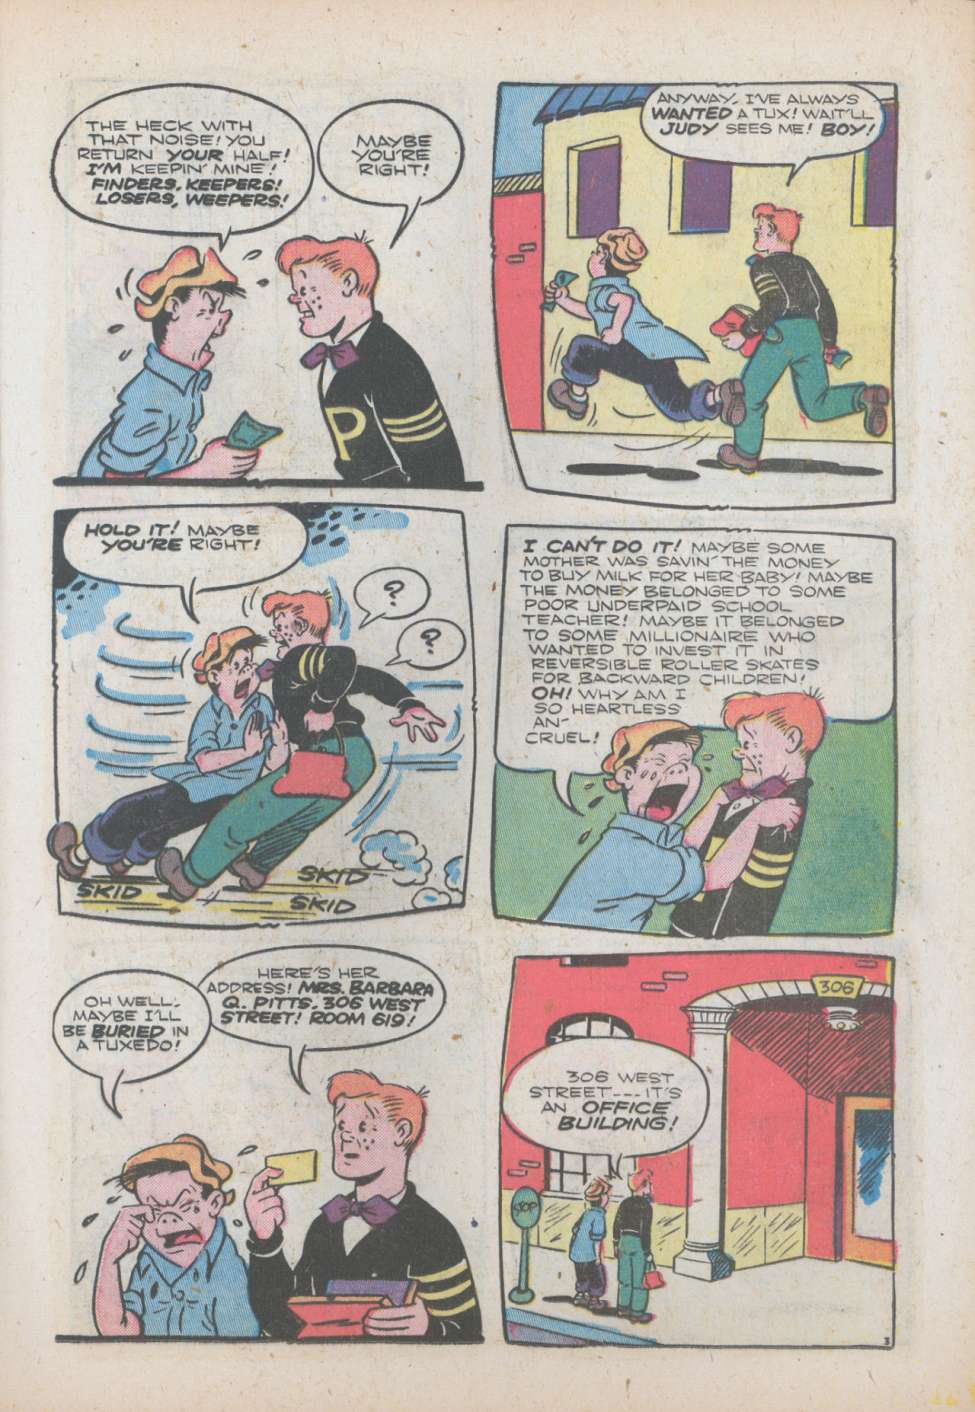 THE HECK WITH
THAT NOISE! YOU
RETURN YOUR HALF!
I'M KEEPIN' MINE!
FINDERS, KEEPERS!
LOSERS, WEEPERS!
MAYBE
YOU'RE
RIGHT!
P
ANYWAY, I'VE ALWAYS
WANTED A TUX! WAIT'LL
JUDY SEES ME! BOY!
HOLD IT! MAYBE
YOU'RE RIGHT!
?
?
SKID
SKID
SKID
I CAN'T DO IT! MAYBE SOME
MOTHER WAS SAVIN' THE MONEY
TO BUY MILK FOR HER BABY! MAYBE
THE MONEY BELONGED TO SOME
POOR UNDERPAID SCHOOL
TEACHER! MAYBE IT BELONGED
TO SOME MILLIONAIRE WHO
WANTED TO INVEST IT IN
REVERSIBLE ROLLER SKATES
FOR BACKWARD CHILDREN!
OH! WHY AM I
SO HEARTLESS
AN'
CRUEL!
OH WELL,
MAYBE I'LL
BE BURIED IN
A TUXEDO!
HERE'S HER
ADDRESS! MRS. BARBARA
Q. PITTS, 306 WEST
STREET! ROOM 619!
306
306 WEST
STREET--- IT'S
AN OFFICE
BUILDING!
STOP
3